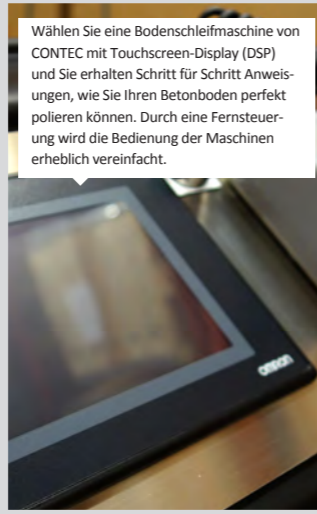 Wählen Sie eine Bodenschleifmaschine von
CONTEC mit Touchscreen-Display (DSP)
und Sie erhalten Schritt für Schritt Anweis-
ungen, wie Sie Ihren Betonboden perfekt
polieren können. Durch eine Fernsteuer-
ung wird die Bedienung der Maschinen
erheblich vereinfacht.
omron